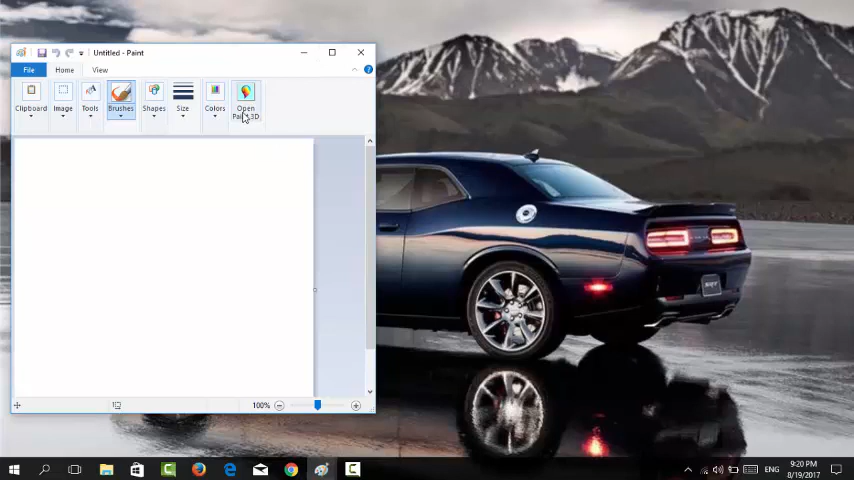 Untitled - Paint
File Home View
Clipboard Image Tools Brushes Shapes Size Colors Open
Paint 3D
100%
ENG 9:20 PM
8/19/2017